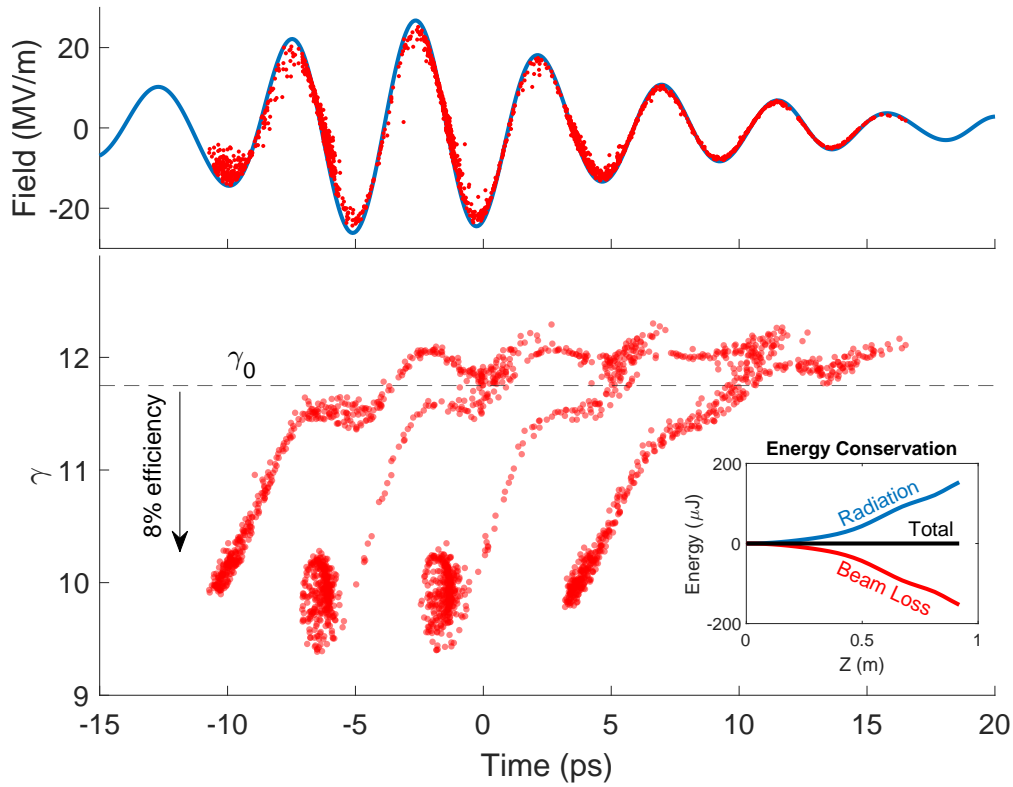 Field (MV/m)
20
0
-20
γ
12
11
10
9
γ0
8% efficiency
Energy Conservation
Energy (μJ)
200
0
-200
Radiation
Total
Beam Loss
0
0.5
1
Z (m)
-15
-10
-5
0
5
10
15
20
Time (ps)